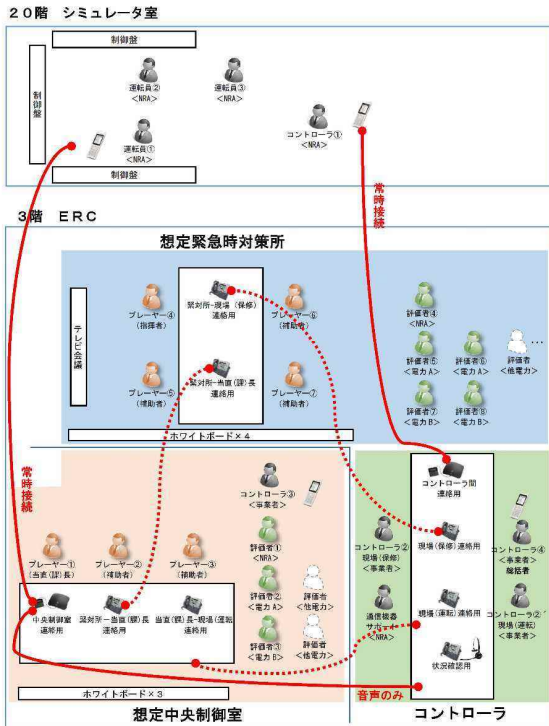 ２０階 シミュレータ室
制御盤
制御盤
運転員②
<NRA>
運転員③
<NRA>
運転員①
<NRA>
コントローラ①
<NRA>
制御盤
常時接続
３階 ＥＲＣ
想定緊急時対策所
テレビ会議
プレーヤー④
(指揮者)
緊対所-現場（保修）
連絡用
プレーヤー⑥
(補助者)
評価者④
<NRA>
評価者⑤
<電力A>
評価者⑥
<電力A>
評価者
<他電力>
…
プレーヤー⑤
(補助者)
緊対所-当直(課)長
連絡用
プレーヤー⑦
(補助者)
評価者⑦
<電力B>
評価者⑧
<電力B>
ホワイトボード×４
常時接続
コントローラ③
<事業者>
プレーヤー①
(当直(課)長)
プレーヤー②
(補助者)
プレーヤー③
(補助者)
評価者①
<NRA>
評価者②
<電力A>
評価者
<他電力>
評価者③
<電力B>
評価者
<他電力>
中央制御室
連絡用
緊対所-当直(課)長
連絡用
当直(課)長-現場(運転)
連絡用
ホワイトボード×３
想定中央制御室
コントローラ間
連絡用
コントローラ②
現場(保修)
<事業者>
現場(保修)連絡用
コントローラ④
<事業者>
総括者
通信機器
サポート
<NRA>
現場(運転)連絡用
コントローラ②'
現場(運転)
<事業者>
状況確認用
音声のみ
コントローラ